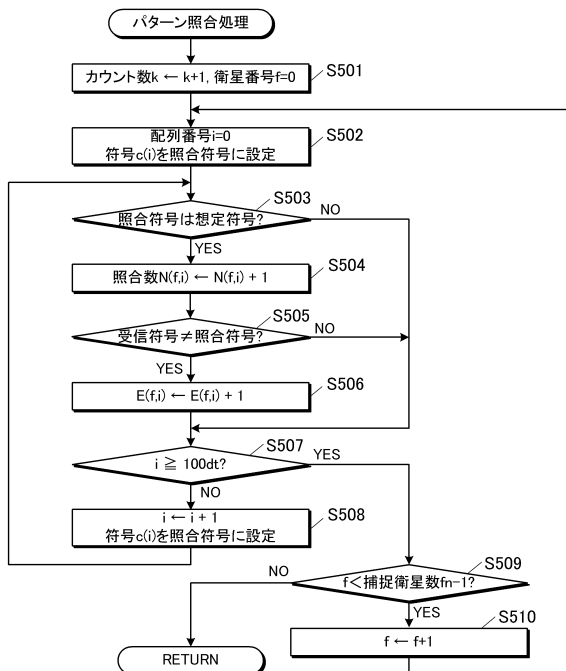 パターン照合処理
カウント数k ← k+1, 衛星番号f=0
S501
配列番号i=0
符号c(i)を照合符号に設定
S502
S503
照合符号は想定符号?
NO
YES
照合数N(f,i) ← N(f,i) + 1
S504
S505
受信符号≠照合符号?
NO
YES
E(f,i) ← E(f,i) + 1
S506
S507
i ≧ 100dt?
YES
NO
i ← i + 1
符号c(i)を照合符号に設定
S508
S509
f<捕捉衛星数fn-1?
NO
YES
S510
f ← f+1
RETURN